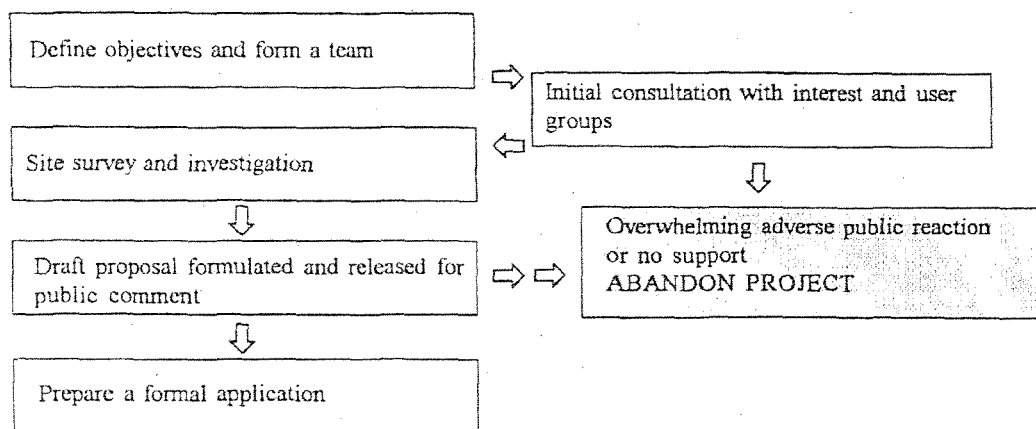 Define objectives and form a team
Initial consultation with interest and user
groups
Site survey and investigation
Overwhelming adverse public reaction
or no support
ABANDON PROJECT
Draft proposal formulated and released for
public comment
Prepare a formal application